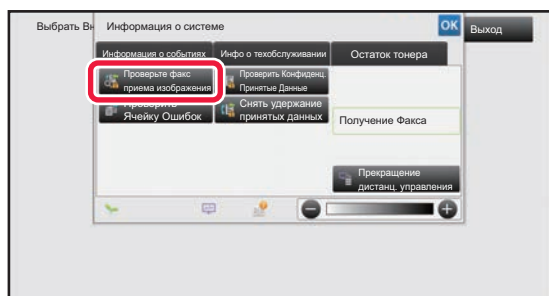 Выбрать Вн
Информация о системе
OK
Выход
Информация о событиях
Инфо о техобслуживании
Остаток тонера
Проверьте факс
приема изображения
Проверить Конфиденц.
Принятые Данные
Проверить
Ячейку Ошибок
Снять удержание
принятых данных
Получение Факса
Прекращение
дистанц. управления